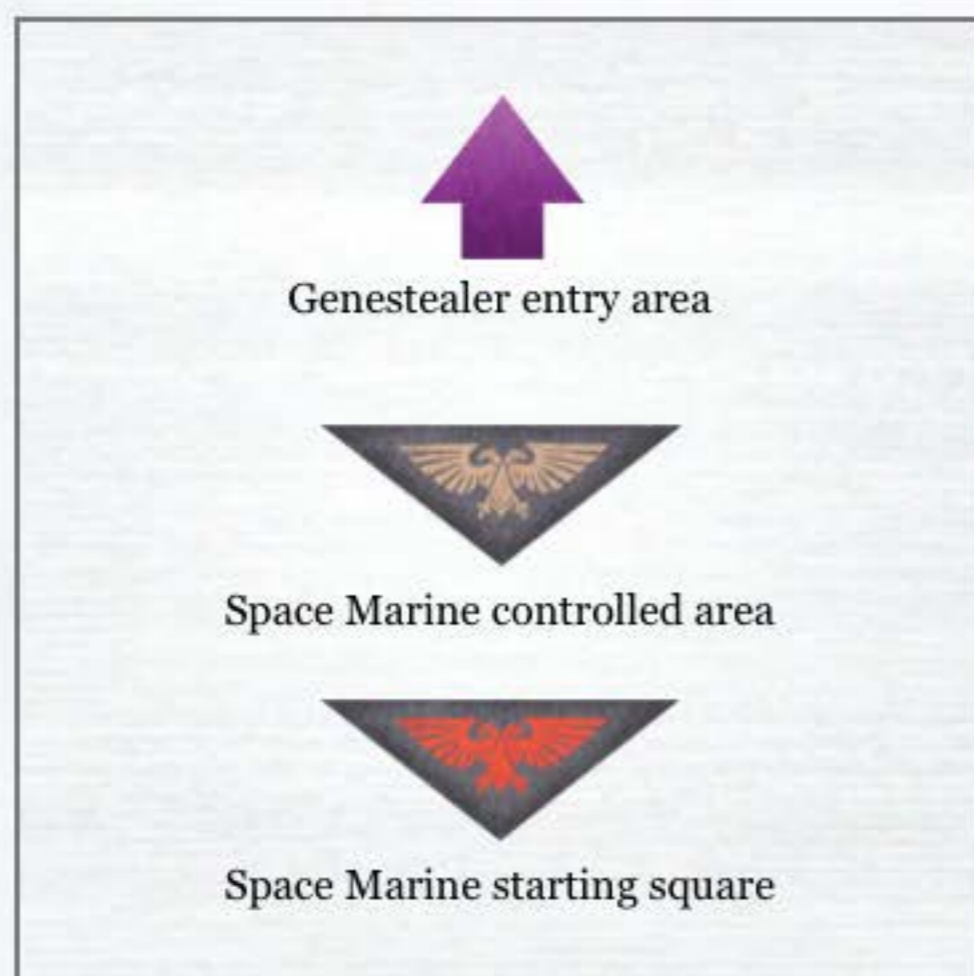 Genestealer entry area
Space Marine controlled area
Space Marine starting square